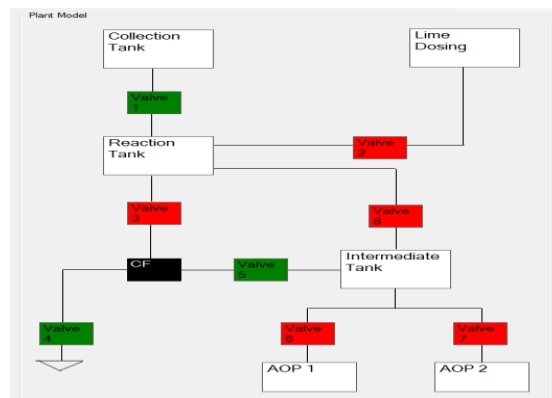 Plant Model
Collection
Tank
Lime
Dosing
Valve
1
Reaction
Tank
Valve
2
Valve
3
Valve
8
CF
Valve
5
Intermediate
Tank
Valve
4
Valve
6
Valve
7
AOP 1
AOP 2